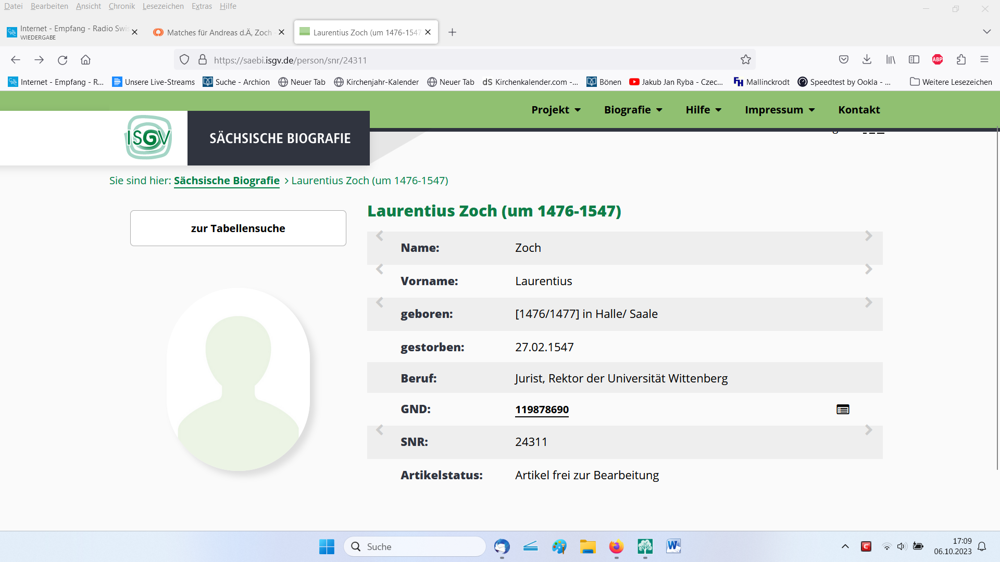 Datei Bearbeiten Ansicht Chronik Lesezeichen Extras Hilfe
Internet - Empfang - Radio Swis
WIEDERGABE
Matches für Andreas d.Ä, Zoch -
Laurentius Zoch (um 1476-1547
https://saebi.isgv.de/person/snr/24311
ABP
Internet - Empfang - R... Unsere Live-Streams Suche - Archion Neuer Tab Kirchenjahr-Kalender Neuer Tab dS Kirchenkalender.com -... Bönen Jakub Jan Ryba - Czec... FH Mallinckrodt Speedtest by Ookla - ... Weitere Lesezeichen
Projekt Biografie Hilfe Impressum Kontakt
ISGV
SÄCHSISCHE BIOGRAFIE
Sie sind hier: Sächsische Biografie > Laurentius Zoch (um 1476-1547)
zur Tabellensuche
Laurentius Zoch (um 1476-1547)
Name: Zoch
Vorname: Laurentius
geboren: [1476/1477] in Halle/ Saale
gestorben: 27.02.1547
Beruf: Jurist, Rektor der Universität Wittenberg
GND: 119878690
SNR: 24311
Artikelstatus: Artikel frei zur Bearbeitung
Suche
17:09
06.10.2023